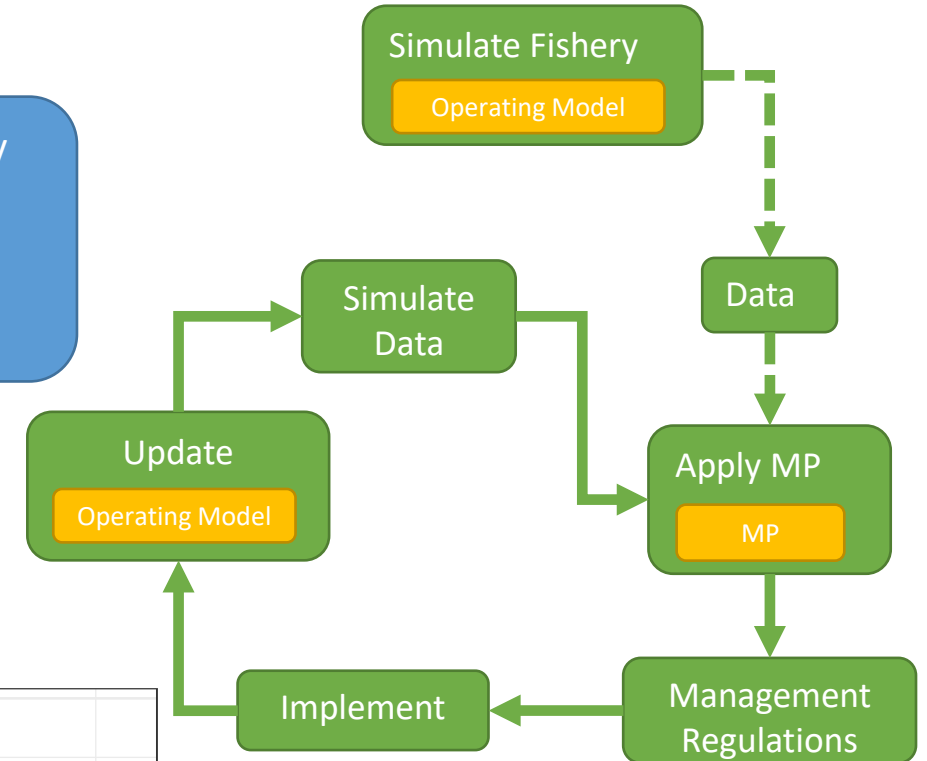 Simulate Fishery
Operating Model
Data
Simulate
Data
Update
Operating Model
Apply MP
MP
Management
Regulations
Implement